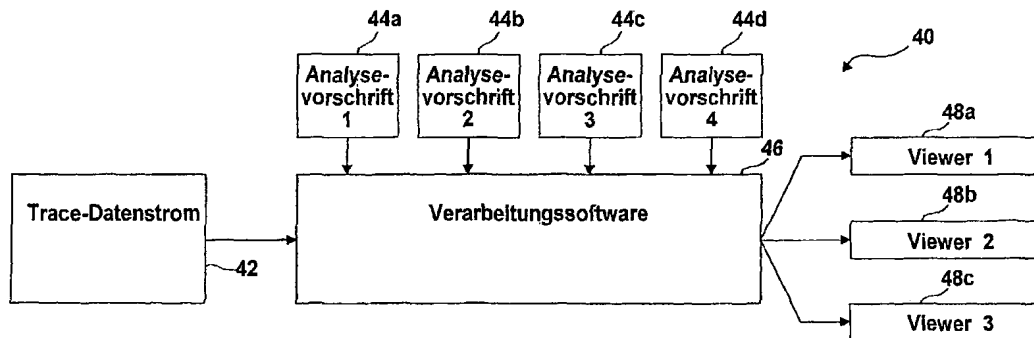 44a
44b
44c
44d
40
Analyse-
vorschrift
1
Analyse-
vorschrift
2
Analyse-
vorschrift
3
Analyse-
vorschrift
4
46
48a
Viewer 1
Trace-Datenstrom
42
Verarbeitungssoftware
48b
Viewer 2
48c
Viewer 3